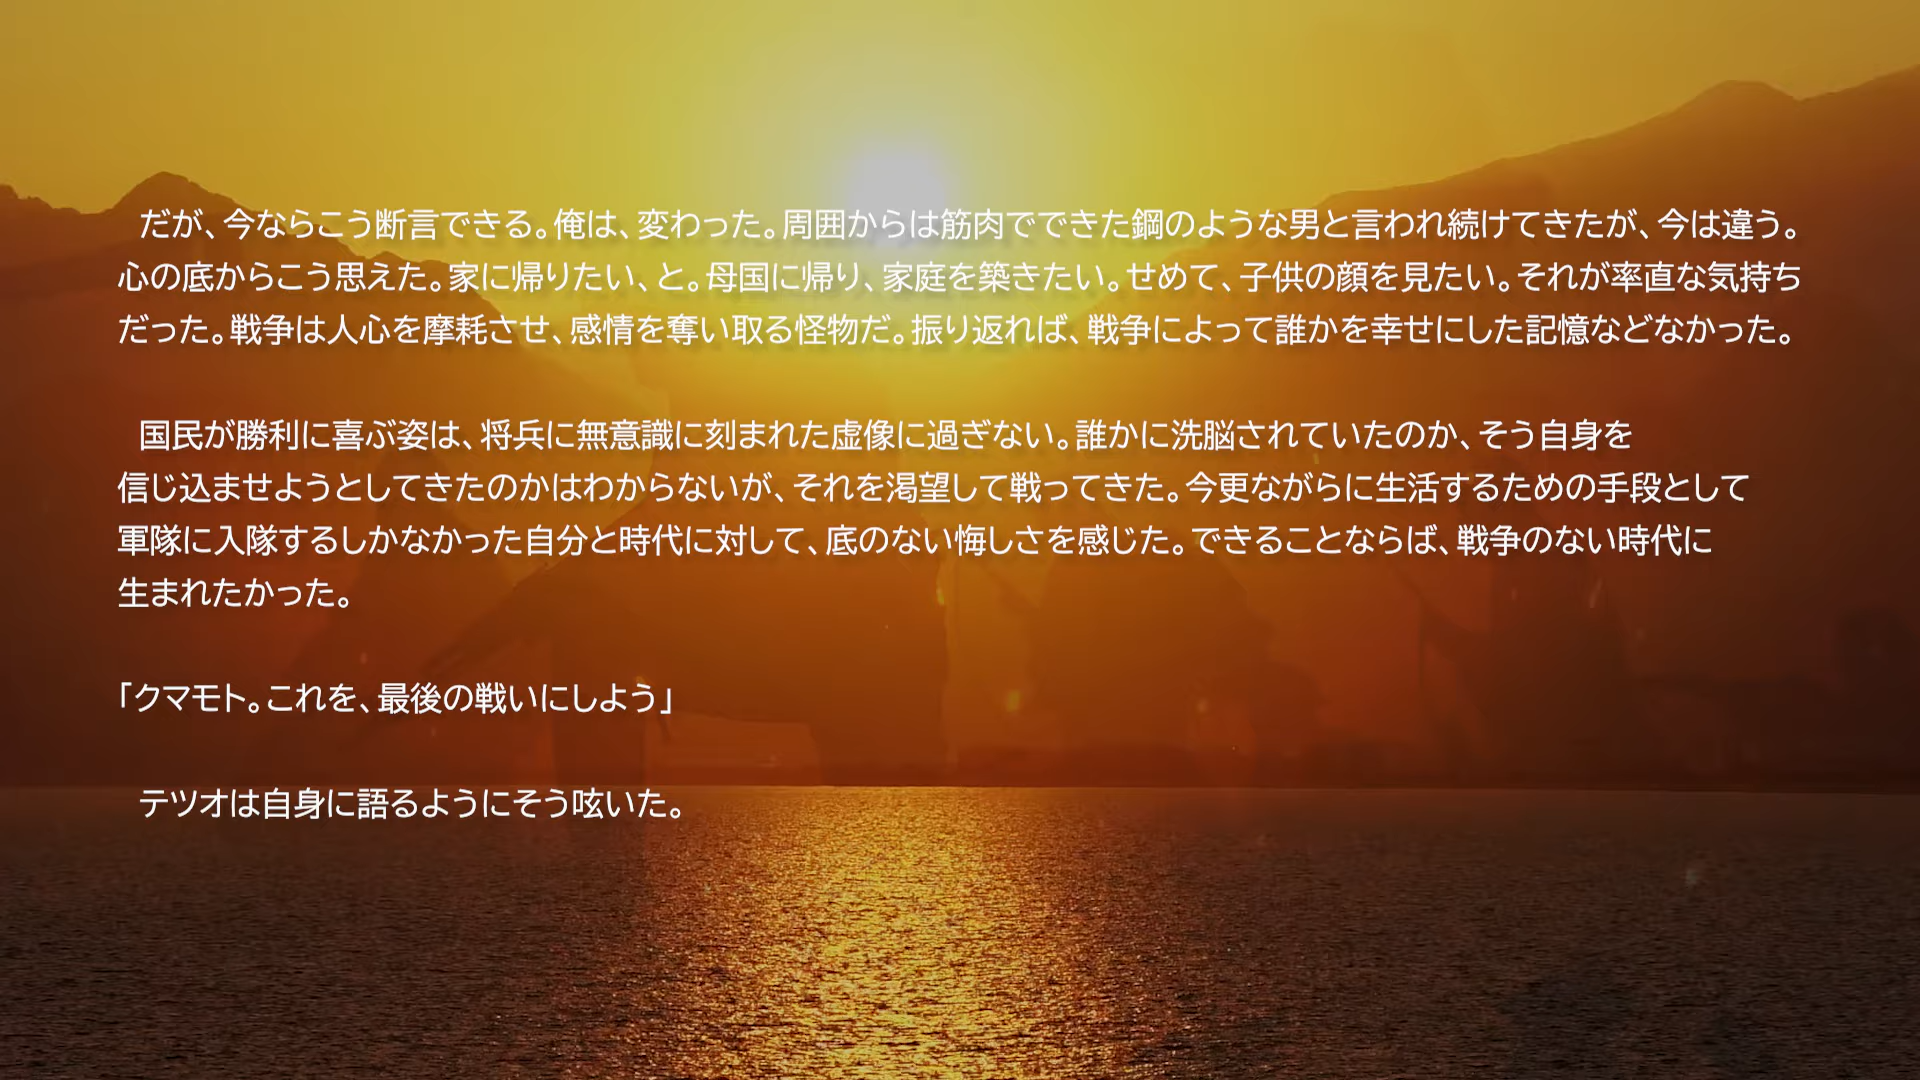 だが、今ならこう断言できる。俺は、変わった。周囲からは筋肉でできた鋼のような男と言われ続けてきたが、今は違う。
心の底からこう思えた。家に帰りたい、と。母国に帰り、家庭を築きたい。せめて、子供の顔を見たい。それが率直な気持ち
だった。戦争は人心を摩耗させ、感情を奪い取る怪物だ。振り返れば、戦争によって誰かを幸せにした記憶などなかった。
国民が勝利に喜ぶ姿は、将兵に無意識に刻まれた虚像に過ぎない。誰かに洗脳されていたのか、そう自身を
信じ込ませようとしてきたのかはわからないが、それを渇望して戦ってきた。今更ながらに生活するための手段として
軍隊に入隊するしかなかった自分と時代に対して、底のない悔しさを感じた。できることならば、戦争のない時代に
生まれたかった。
「クマモト。これを、最後の戦いにしよう」
テツオは自身に語るようにそう呟いた。